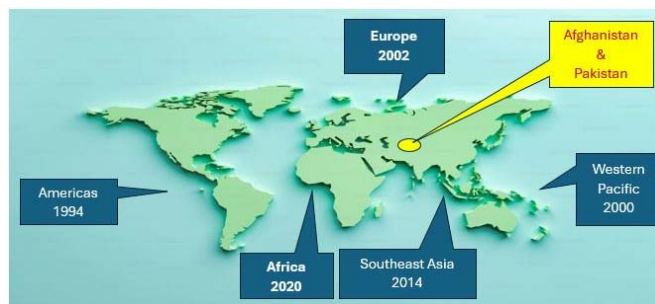 Europe
2002
Afghanistan
&
Pakistan
Americas
1994
Western
Pacific
2000
Africa
2020
Southeast Asia
2014